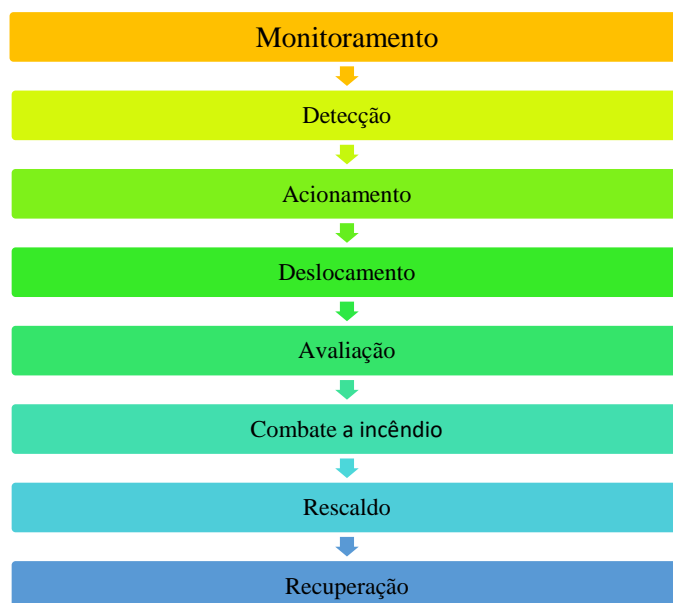 Monitoramento
Detecção
Acionamento
Deslocamento
Avaliação
Combate a incêndio
Rescaldo
Recuperação